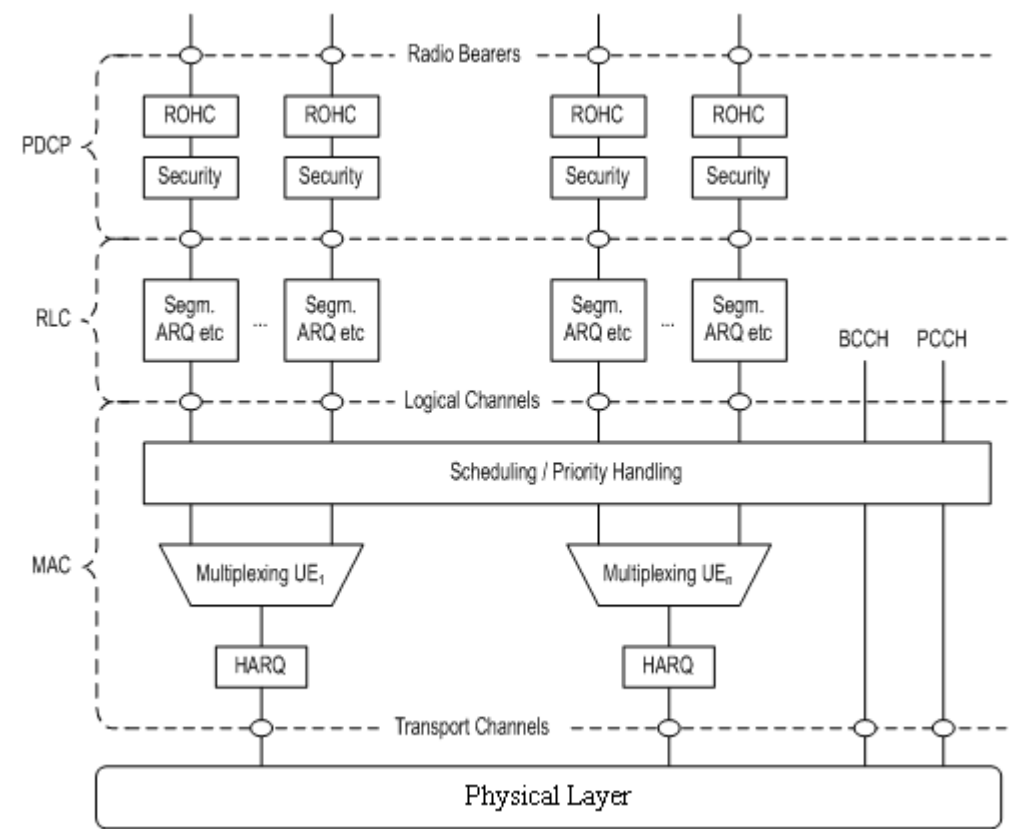 Radio Bearers
ROHC ROHC ROHC ROHC
PDCP
Security Security Security Security
RLC
Segm. Segm. Segm. Segm.
ARQ etc ... ARQ etc ARQ etc ... ARQ etc
BCCH PCCH
Logical Channels
Scheduling / Priority Handling
MAC
Multiplexing UE₁ Multiplexing UEₙ
HARQ HARQ
Transport Channels
Physical Layer